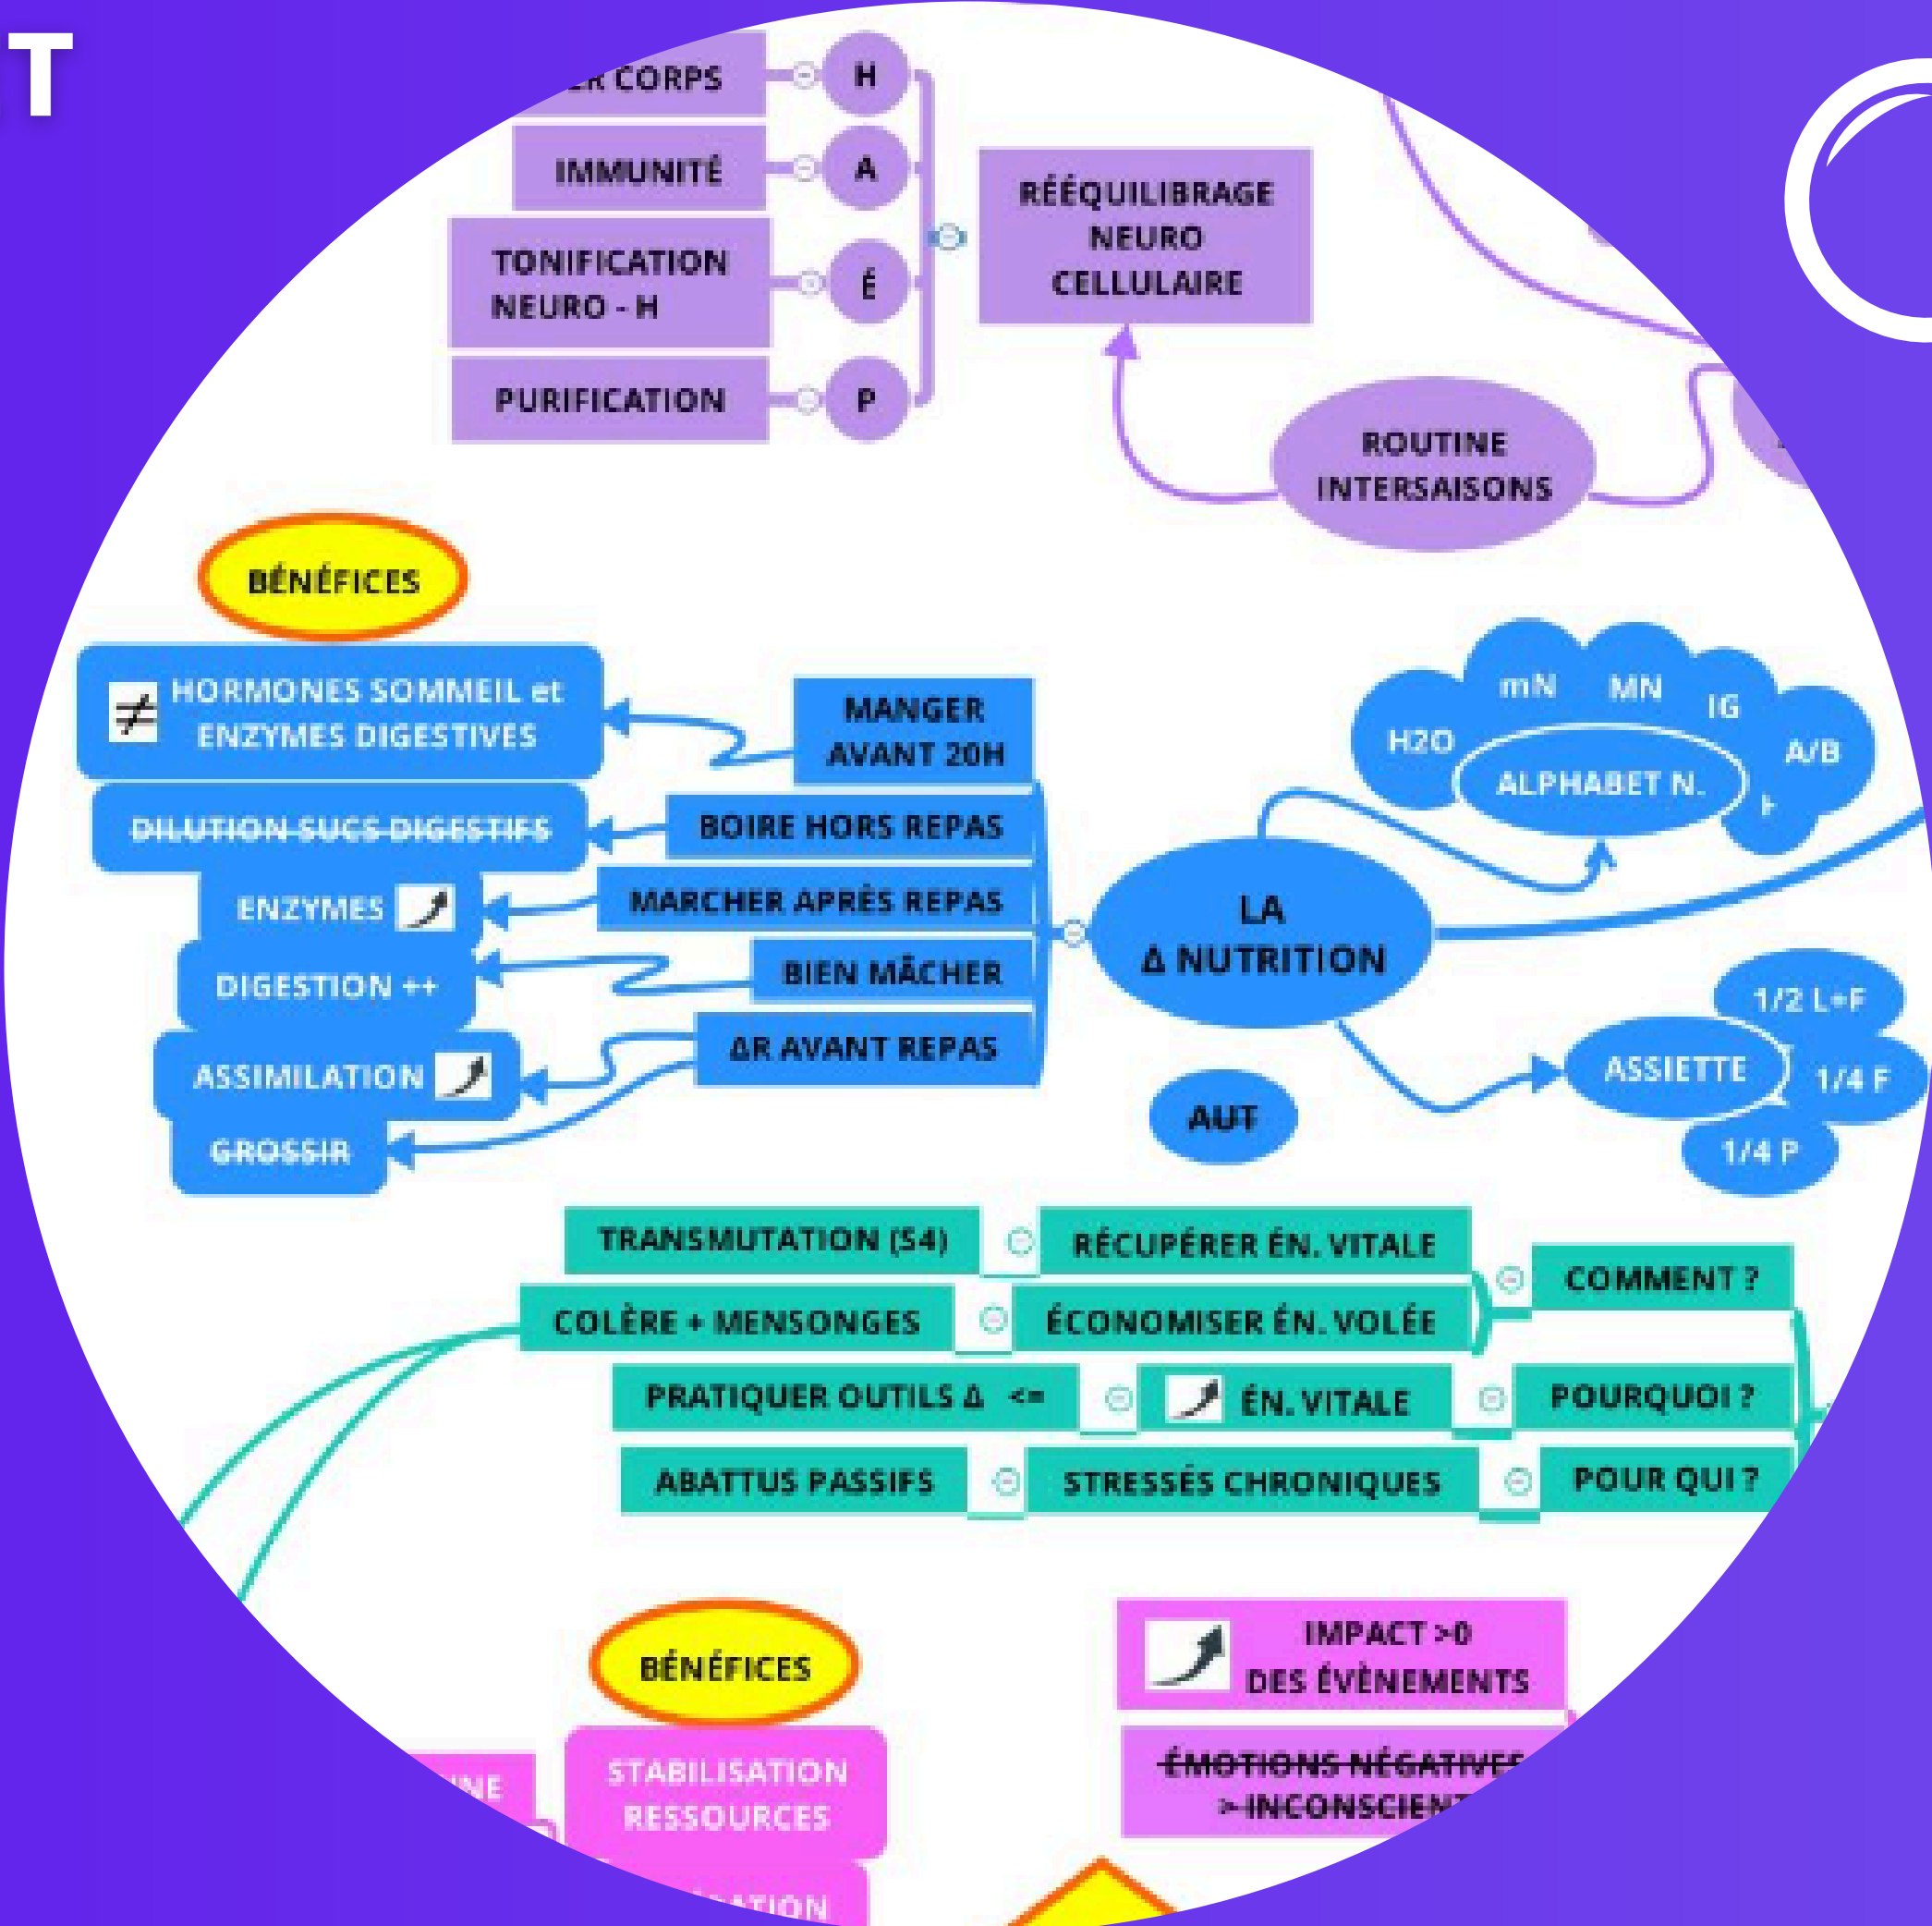 T
ER CORPS
H
IMMUNITÉ
A
TONIFICATION
NEURO - H
É
PURIFICATION
P
RÉÉQUILIBRAGE
NEURO
CELLULAIRE
ROUTINE
INTERSAISONS
BÉNÉFICES
≠ HORMONES SOMMEIL et
ENZYMES DIGESTIVES
MANGER
AVANT 20H
DILUTION SUCS DIGESTIFS
BOIRE HORS REPAS
ENZYMES
MARCHER APRÈS REPAS
DIGESTION ++
BIEN MÂCHER
ASSIMILATION
ΔR AVANT REPAS
GROSSIR
LA
Δ NUTRITION
H2O
mN
MN
IG
A/B
ALPHABET N.
AUT
ASSIETTE
1/2 L+F
1/4 F
1/4 P
TRANSMUTATION (S4)
RÉCUPÉRER ÉN. VITALE
COMMENT ?
COLÈRE + MENSONGES
ÉCONOMISER ÉN. VOLÉE
PRATIQUER OUTILS Δ <=
ÉN. VITALE
POURQUOI ?
ABATTUS PASSIFS
STRESSÉS CHRONIQUES
POUR QUI ?
BÉNÉFICES
STABILISATION
RESSOURCES
IMPACT >0
DES ÉVÈNEMENTS
ÉMOTIONS NÉGATIVES
> INCONSCIENT